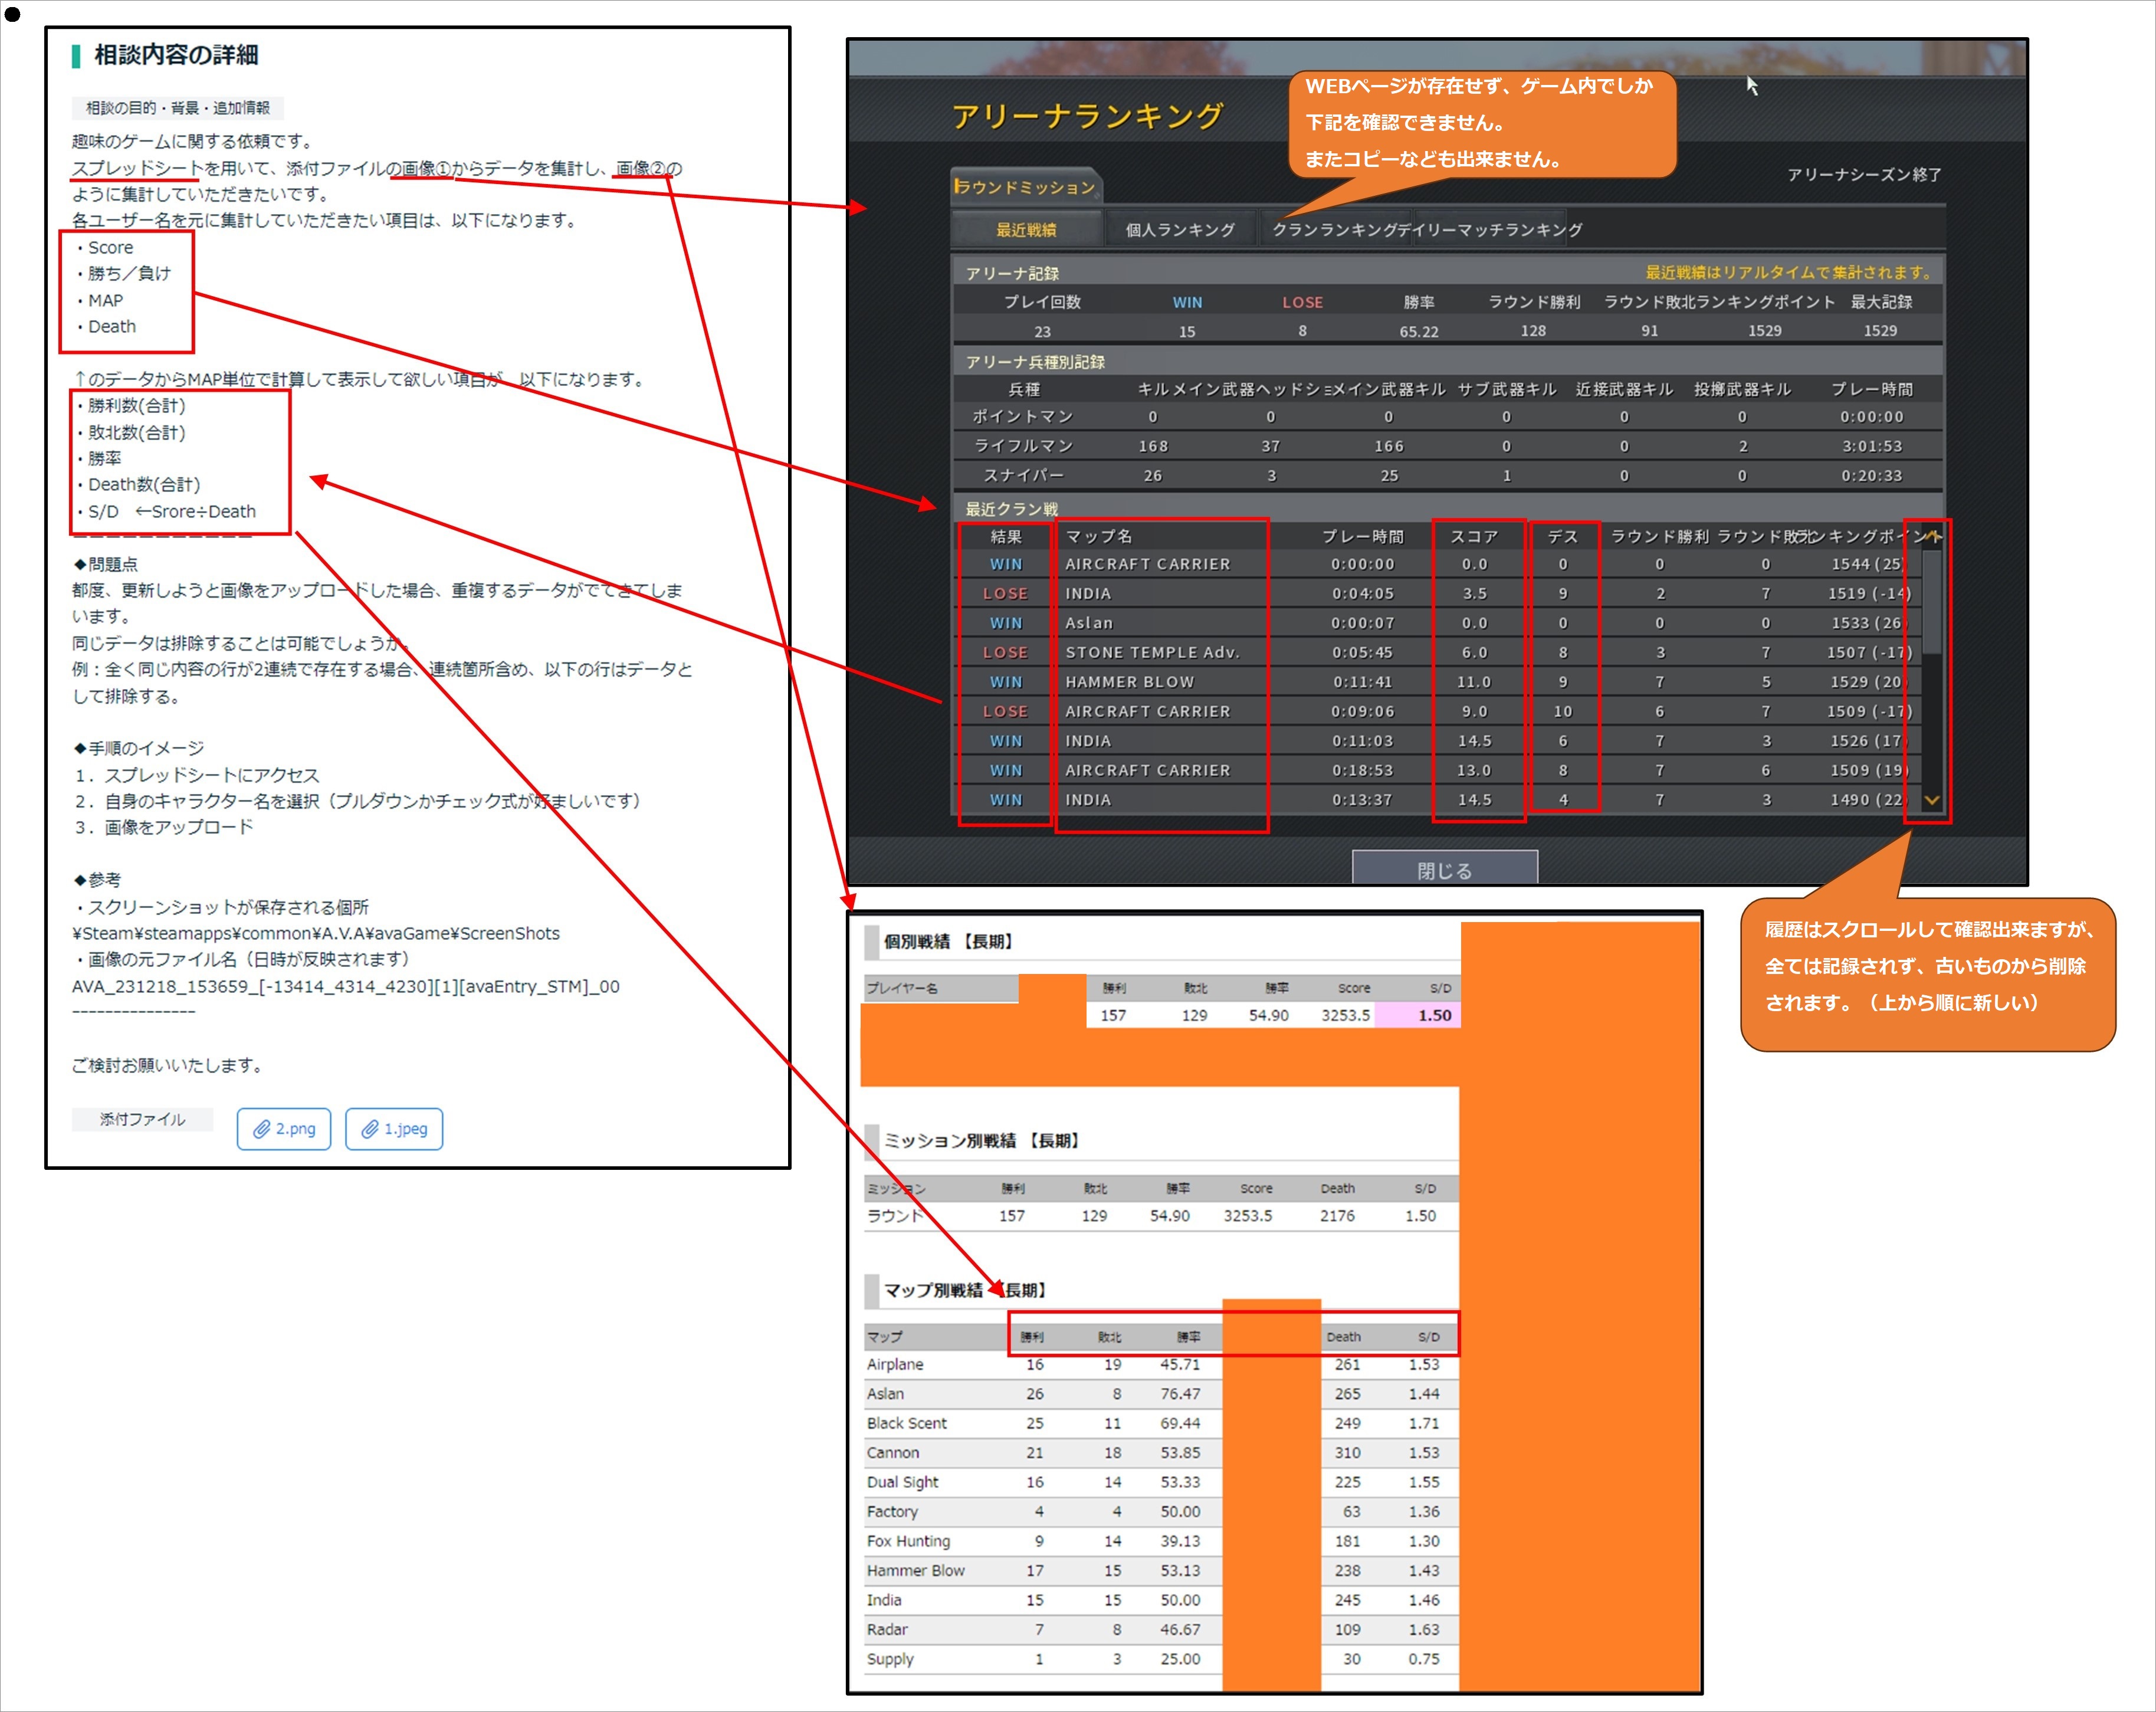 相談内容の詳細
相談の目的・背景・追加情報
趣味のゲームに関する依頼です。
スプレッドシートを用いて、添付ファイルの画像①からデータを集計し、画像②の
ように集計していただきたいです。
各ユーザー名を元に集計していただきたい項目は、以下になります。
・Score
・勝ち／負け
・MAP
・Death
↑のデータからMAP単位で計算して表示して欲しい項目が、以下になります。
・勝利数(合計)
・敗北数(合計)
・勝率
・Death数(合計)
・S/D　←Srore÷Death
---------------
◆問題点
都度、更新しようと画像をアップロードした場合、重複するデータがでてきてしま
います。
同じデータは排除することは可能でしょうか。
例：全く同じ内容の行が2連続で存在する場合、連続箇所含め、以下の行はデータと
して排除する。
◆手順のイメージ
１．スプレッドシートにアクセス
２．自身のキャラクター名を選択（プルダウンかチェック式が好ましいです）
３．画像をアップロード
◆参考
・スクリーンショットが保存される個所
¥Steam¥steamapps¥common¥A.V.A¥avaGame¥ScreenShots
・画像の元ファイル名（日時が反映されます）
AVA_231218_153659_[-13414_4314_4230][1][avaEntry_STM]_00
---------------
ご検討お願いいたします。
添付ファイル 2.png 1.jpeg
アリーナランキング
WEBページが存在せず、ゲーム内でしか
下記を確認できません。
またコピーなども出来ません。
アリーナシーズン終了
ラウンドミッション
最近戦績 個人ランキング クランランキング デイリーマッチランキング
アリーナ記録 最近戦績はリアルタイムで集計されます。
プレイ回数 WIN LOSE 勝率 ラウンド勝利 ラウンド敗北 ランキングポイント 最大記録
23 15 8 65.22 128 91 1529 1529
アリーナ兵種別記録
兵種 キル メイン武器ヘッドショ メイン武器キル サブ武器キル 近接武器キル 投擲武器キル プレー時間
ポイントマン 0 0 0 0 0 0 0:00:00
ライフルマン 168 37 166 0 0 2 3:01:53
スナイパー 26 3 25 1 0 0 0:20:33
最近クラン戦
結果 マップ名 プレー時間 スコア デス ラウンド勝利 ラウンド敗北 ランキングポイント
WIN AIRCRAFT CARRIER 0:00:00 0.0 0 0 0 1544 (25)
LOSE INDIA 0:04:05 3.5 9 2 7 1519 (-14)
WIN Aslan 0:00:07 0.0 0 0 0 1533 (26)
LOSE STONE TEMPLE Adv. 0:05:45 6.0 8 3 7 1507 (-17)
WIN HAMMER BLOW 0:11:41 11.0 9 7 5 1529 (20)
LOSE AIRCRAFT CARRIER 0:09:06 9.0 10 6 7 1509 (-17)
WIN INDIA 0:11:03 14.5 6 7 3 1526 (17)
WIN AIRCRAFT CARRIER 0:18:53 13.0 8 7 6 1509 (19)
WIN INDIA 0:13:37 14.5 4 7 3 1490 (22)
閉じる
履歴はスクロールして確認出来ますが、
全ては記録されず、古いものから削除
されます。（上から順に新しい）
個別戦績 【長期】
プレイヤー名 勝利 敗北 勝率 Score S/D
157 129 54.90 3253.5 1.50
ミッション別戦績 【長期】
ミッション 勝利 敗北 勝率 Score Death S/D
ラウンド 157 129 54.90 3253.5 2176 1.50
マップ別戦績 【長期】
マップ 勝利 敗北 勝率 Death S/D
Airplane 16 19 45.71 261 1.53
Aslan 26 8 76.47 265 1.44
Black Scent 25 11 69.44 249 1.71
Cannon 21 18 53.85 310 1.53
Dual Sight 16 14 53.33 225 1.55
Factory 4 4 50.00 63 1.36
Fox Hunting 9 14 39.13 181 1.30
Hammer Blow 17 15 53.13 238 1.43
India 15 15 50.00 245 1.46
Radar 7 8 46.67 109 1.63
Supply 1 3 25.00 30 0.75